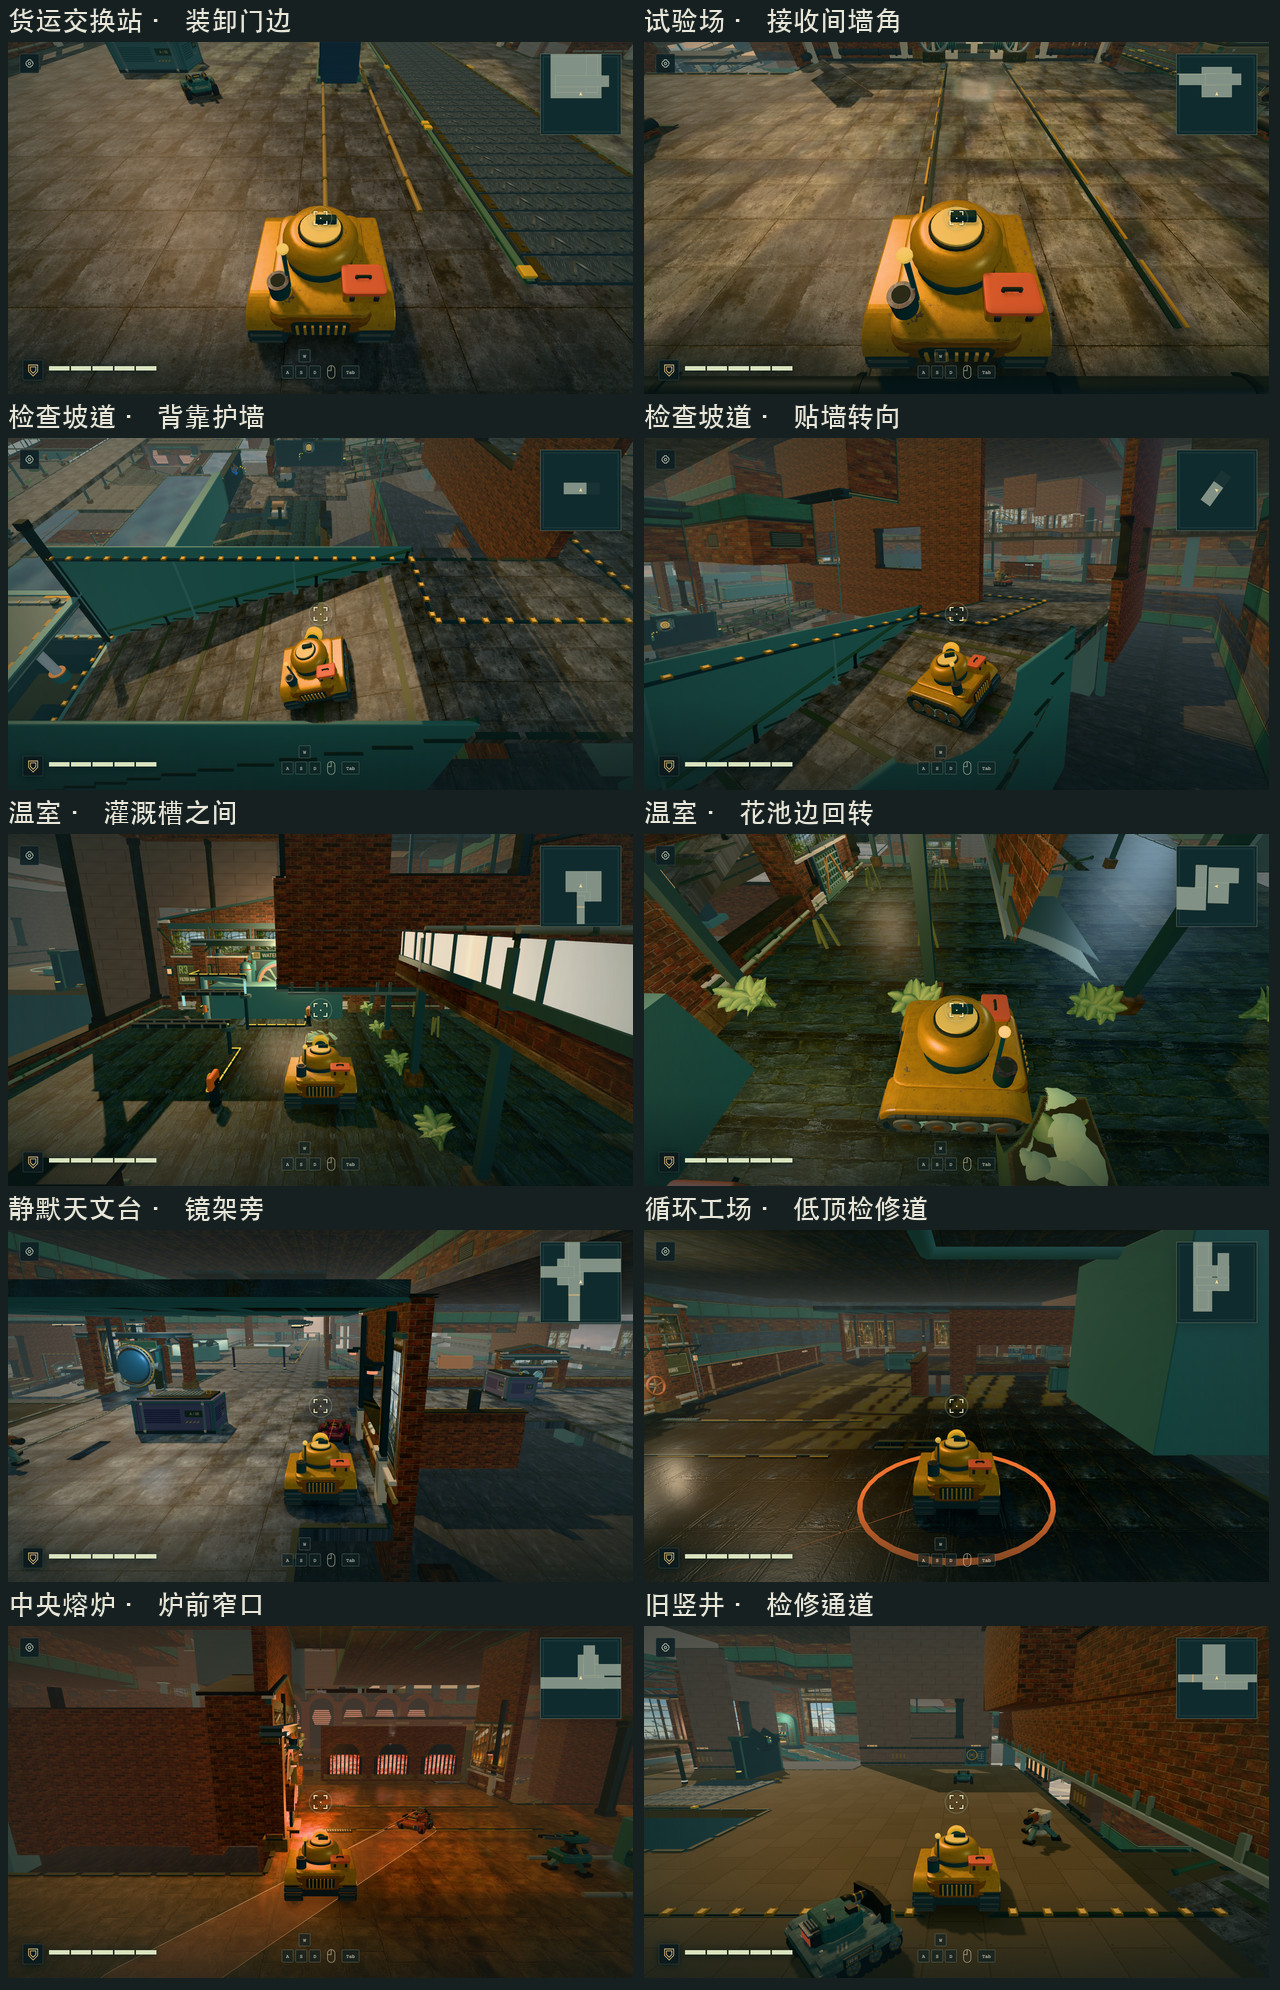 货运交换站 · 装卸门边
试验场 · 接收间墙角
检查坡道 · 背靠护墙
检查坡道 · 贴墙转向
温室 · 灌溉槽之间
温室 · 花池边回转
静默天文台 · 镜架旁
循环工场 · 低顶检修道
中央熔炉 · 炉前窄口
旧竖井 · 检修通道